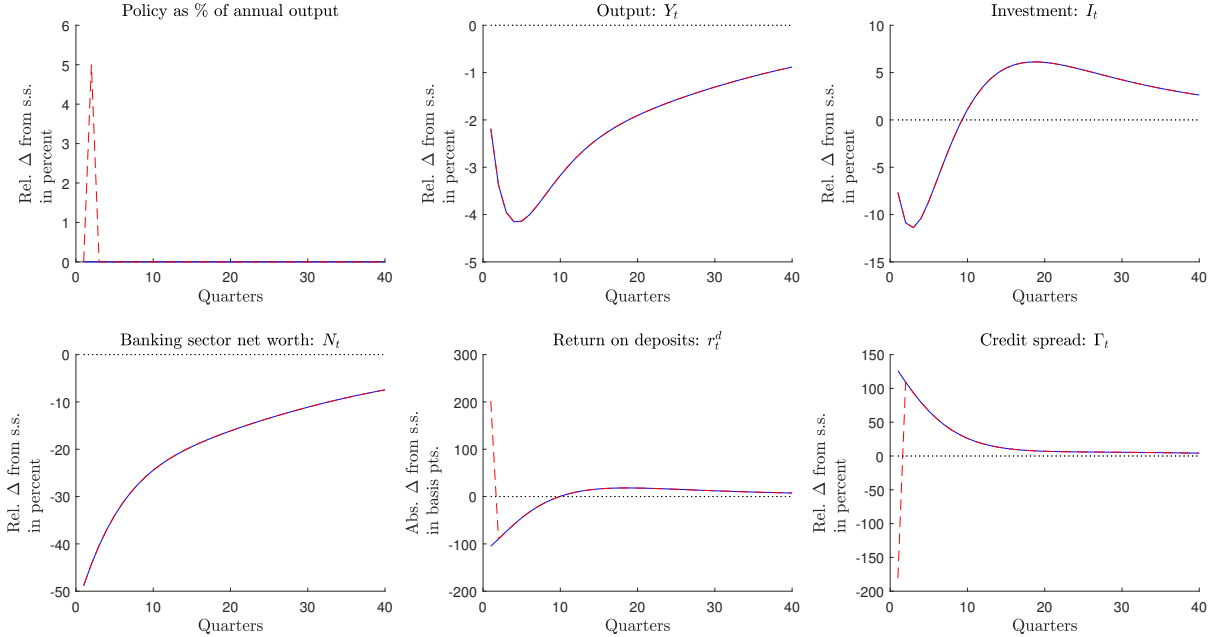 Policy as % of annual output
Rel. Δ from s.s.
in percent
6
5
4
3
2
1
0
0 10 20 30 40
Quarters
Output: Y_t
Rel. Δ from s.s.
in percent
0
-1
-2
-3
-4
-5
0 10 20 30 40
Quarters
Investment: I_t
Rel. Δ from s.s.
in percent
10
5
0
-5
-10
-15
0 10 20 30 40
Quarters
Banking sector net worth: N_t
Rel. Δ from s.s.
in percent
0
-10
-20
-30
-40
-50
0 10 20 30 40
Quarters
Return on deposits: r_t^d
Abs. Δ from s.s.
in basis pts.
300
200
100
0
-100
-200
0 10 20 30 40
Quarters
Credit spread: Γ_t
Rel. Δ from s.s.
in percent
150
100
50
0
-50
-100
-150
-200
0 10 20 30 40
Quarters